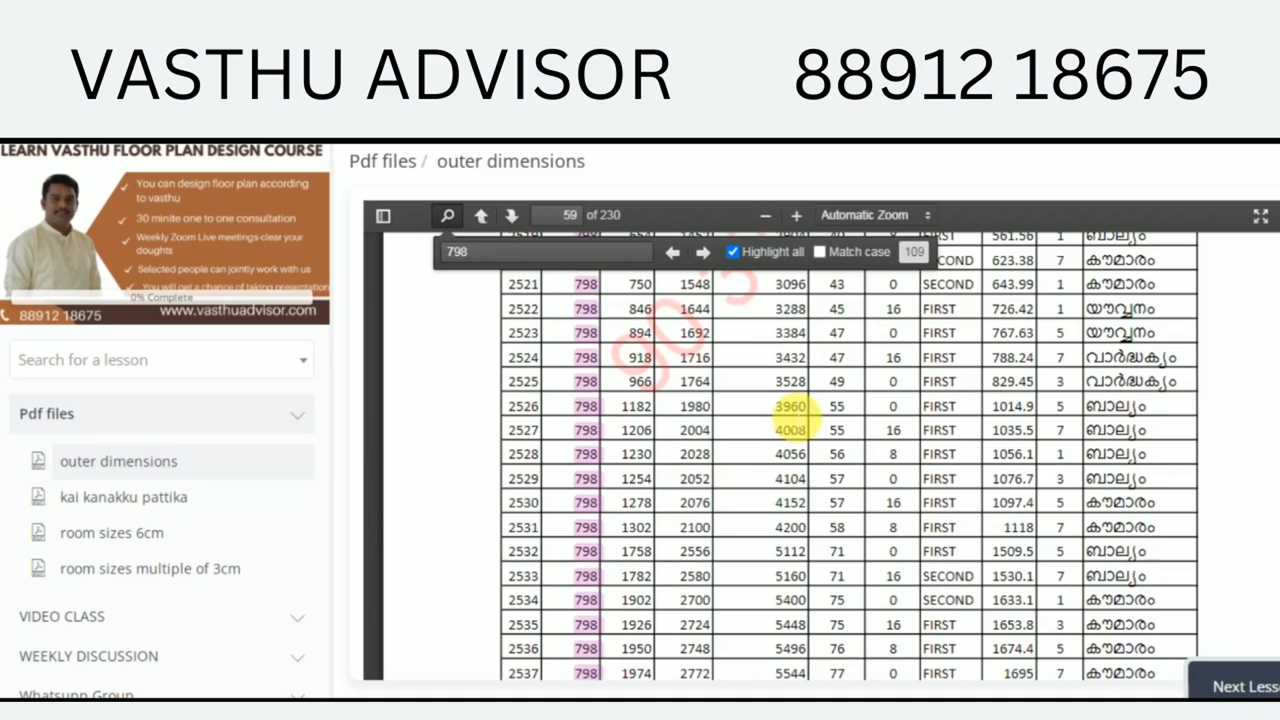 VASTHU ADVISOR 88912 18675
LEARN VASTHU FLOOR PLAN DESIGN COURSE
You can design floor plan according
to vasthu
30 minite one to one consultation
Weekly Zoom Live meetings-clear your
doughts
Selected people can jointly work with us
You will get a chance of taking presentation
0% Complete
88912 18675 www.vasthuadvisor.com
Search for a lesson
Pdf files
outer dimensions
kai kanakku pattika
room sizes 6cm
room sizes multiple of 3cm
VIDEO CLASS
WEEKLY DISCUSSION
Whatsupp Group
Pdf files / outer dimensions
59 of 230 Automatic Zoom
798 Highlight all Match case 109
561.56 1 ബാല്യം
623.38 7 കൗമാരം
2521 798 750 1548 3096 43 0 SECOND 643.99 1 കൗമാരം
2522 798 846 1644 3288 45 16 FIRST 726.42 1 യൗവ്വനം
2523 798 894 1692 3384 47 0 FIRST 767.63 5 യൗവ്വനം
2524 798 918 1716 3432 47 16 FIRST 788.24 7 വാർദ്ധക്യം
2525 798 966 1764 3528 49 0 FIRST 829.45 3 വാർദ്ധക്യം
2526 798 1182 1980 3960 55 0 FIRST 1014.9 5 ബാല്യം
2527 798 1206 2004 4008 55 16 FIRST 1035.5 7 ബാല്യം
2528 798 1230 2028 4056 56 8 FIRST 1056.1 1 ബാല്യം
2529 798 1254 2052 4104 57 0 FIRST 1076.7 3 ബാല്യം
2530 798 1278 2076 4152 57 16 FIRST 1097.4 5 കൗമാരം
2531 798 1302 2100 4200 58 8 FIRST 1118 7 കൗമാരം
2532 798 1758 2556 5112 71 0 FIRST 1509.5 5 ബാല്യം
2533 798 1782 2580 5160 71 16 SECOND 1530.1 7 ബാല്യം
2534 798 1902 2700 5400 75 0 SECOND 1633.1 1 കൗമാരം
2535 798 1926 2724 5448 75 16 FIRST 1653.8 3 കൗമാരം
2536 798 1950 2748 5496 76 8 FIRST 1674.4 5 കൗമാരം
2537 798 1974 2772 5544 77 0 FIRST 1695 7 കൗമാരം
Next Less